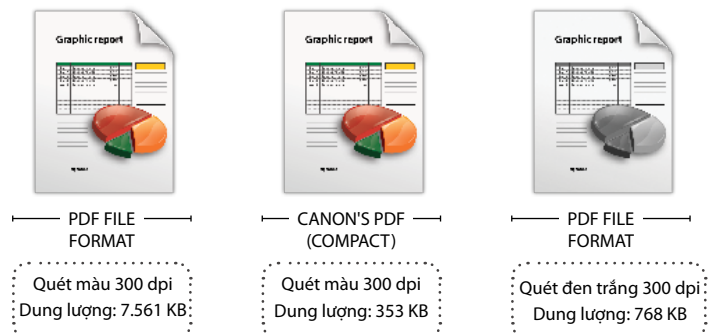 Graphic report
Graphic report
Graphic report
PDF FILE
FORMAT
CANON'S PDF
(COMPACT)
PDF FILE
FORMAT
Quét màu 300 dpi
Dung lượng: 7.561 KB
Quét màu 300 dpi
Dung lượng: 353 KB
Quét đen trắng 300 dpi
Dung lượng: 768 KB